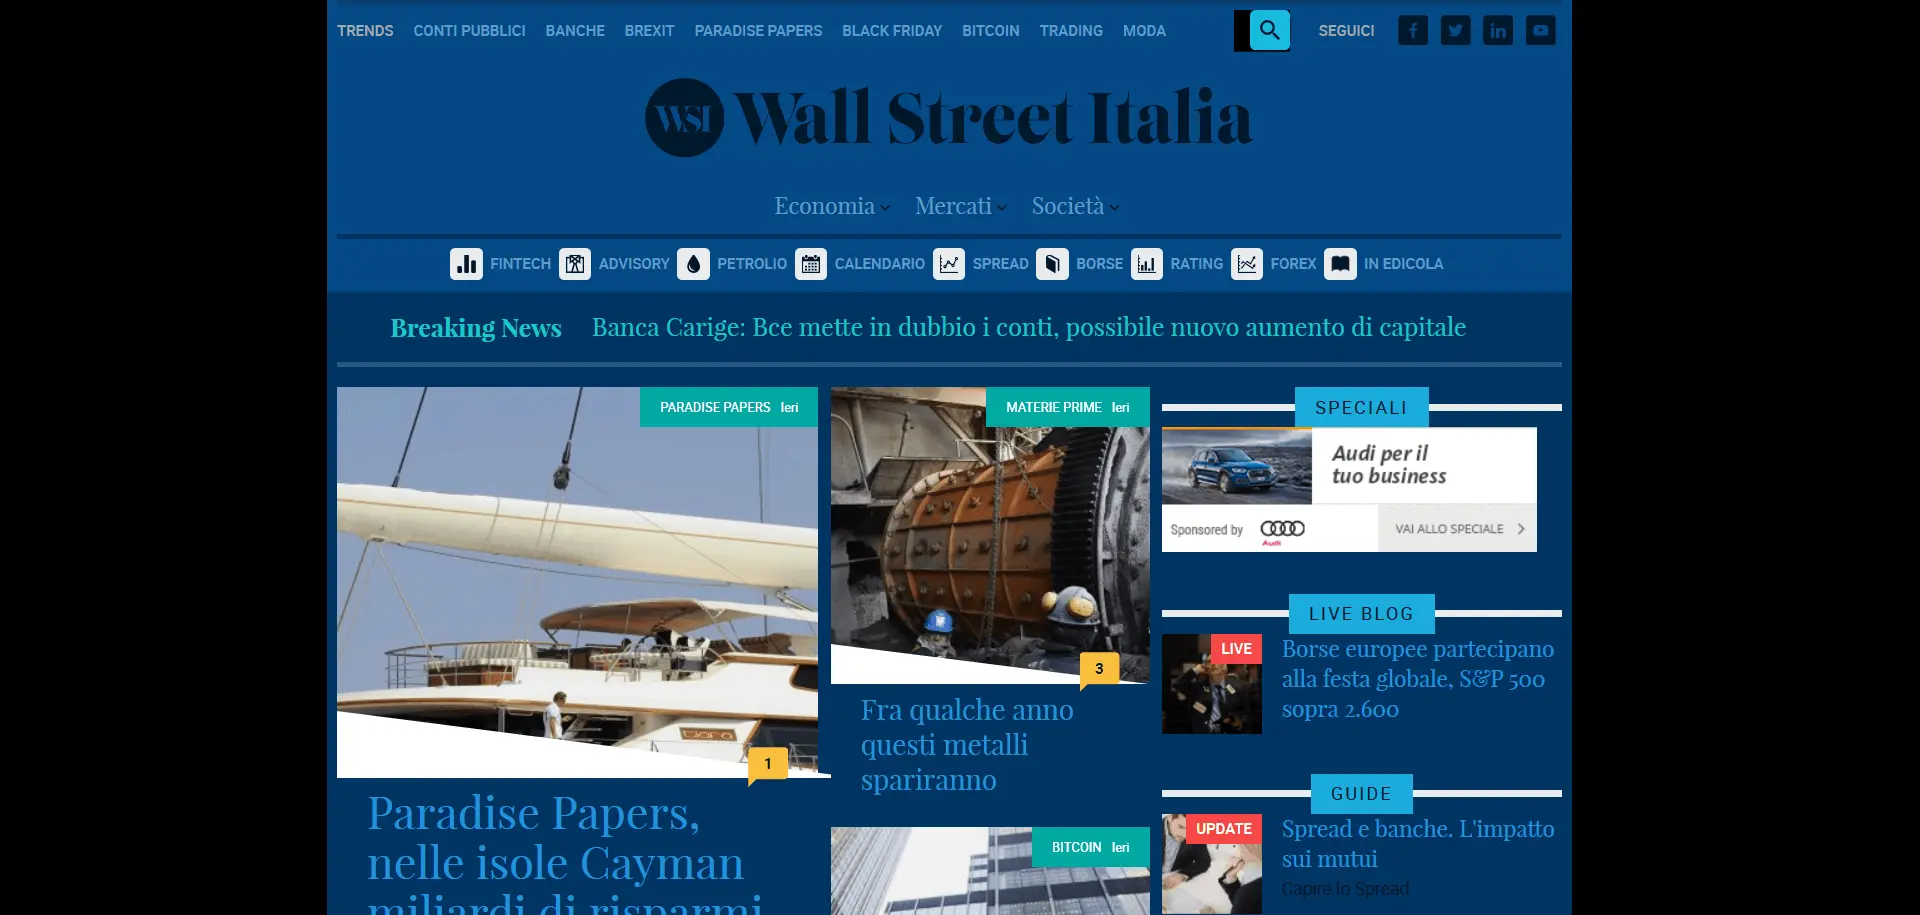 TRENDS CONTI PUBBLICI BANCHE BREXIT PARADISE PAPERS BLACK FRIDAY BITCOIN TRADING MODA SEGUICI
WSI Wall Street Italia
Economia Mercati Società
FINTECH ADVISORY PETROLIO CALENDARIO SPREAD BORSE RATING FOREX IN EDICOLA
Breaking News Banca Carige: Bce mette in dubbio i conti, possibile nuovo aumento di capitale
PARADISE PAPERS Ieri
1
Paradise Papers,
nelle isole Cayman
miliardi di risparmi
MATERIE PRIME Ieri
3
Fra qualche anno
questi metalli
spariranno
BITCOIN Ieri
SPECIALI
Audi per il
tuo business
Sponsored by Audi VAI ALLO SPECIALE
LIVE BLOG
LIVE
Borse europee partecipano
alla festa globale, S&P 500
sopra 2.600
GUIDE
UPDATE
Spread e banche. L'impatto
sui mutui
Capire lo Spread